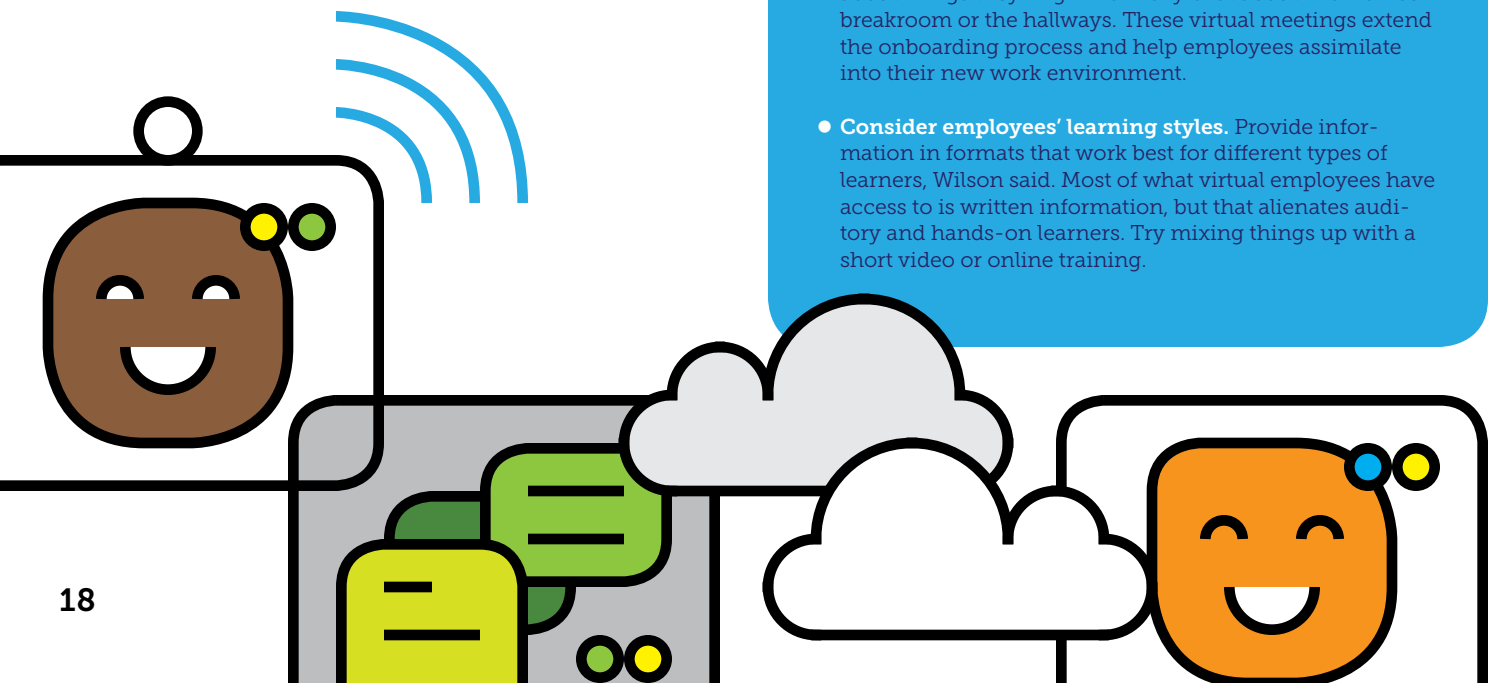 breakroom or the hallways. These virtual meetings extend
the onboarding process and help employees assimilate
into their new work environment.
● Consider employees’ learning styles. Provide infor-
mation in formats that work best for different types of
learners, Wilson said. Most of what virtual employees have
access to is written information, but that alienates audi-
tory and hands-on learners. Try mixing things up with a
short video or online training.
18